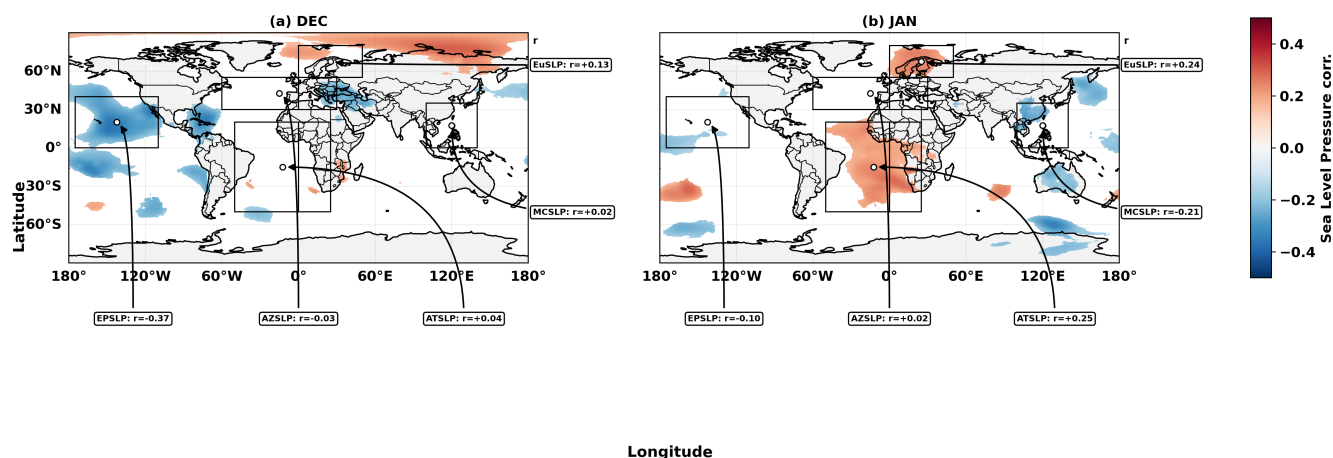 (a) DEC
(b) JAN
r
r
60°N
30°N
0°
30°S
60°S
Latitude
180°
120°W
60°W
0°
60°E
120°E
180°
180°
120°W
60°W
0°
60°E
120°E
180°
EuSLP: r=+0.13
MCSLP: r=+0.02
EPSLP: r=-0.37
AZSLP: r=-0.03
ATSLP: r=+0.04
EuSLP: r=+0.24
MCSLP: r=-0.21
EPSLP: r=-0.10
AZSLP: r=+0.02
ATSLP: r=+0.25
0.4
0.2
0.0
−0.2
−0.4
Sea Level Pressure corr.
Longitude